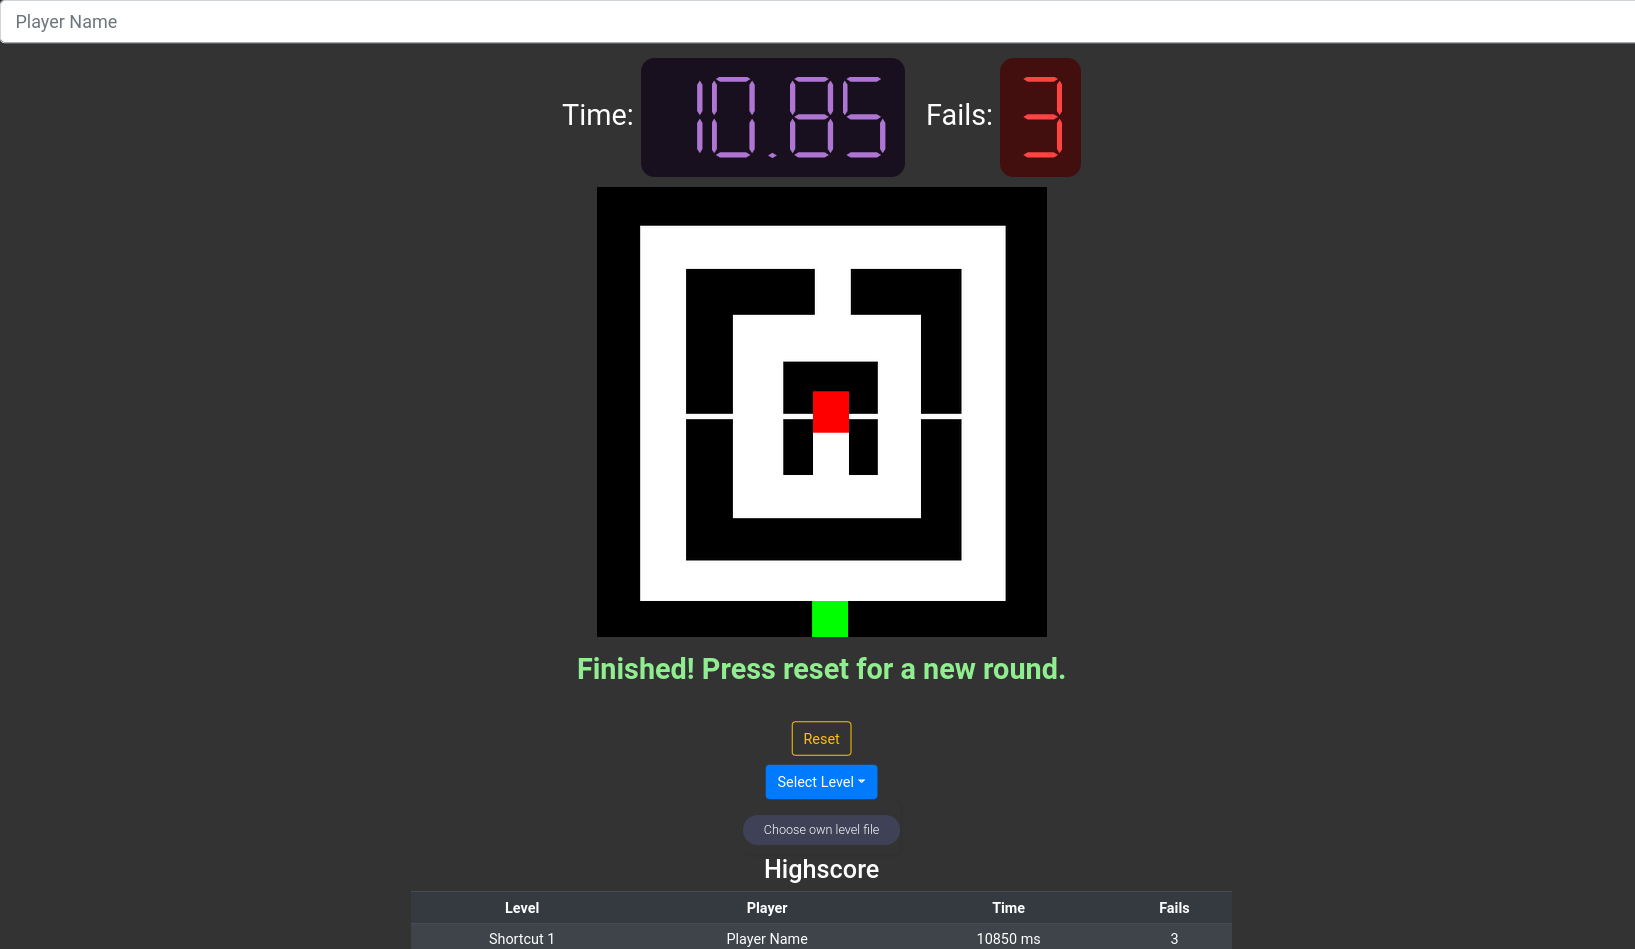 Player Name
Time: 10.85 Fails: 3
Finished! Press reset for a new round.
Reset
Select Level
Choose own level file
Highscore
Level Player Time Fails
Shortcut 1 Player Name 10850 ms 3